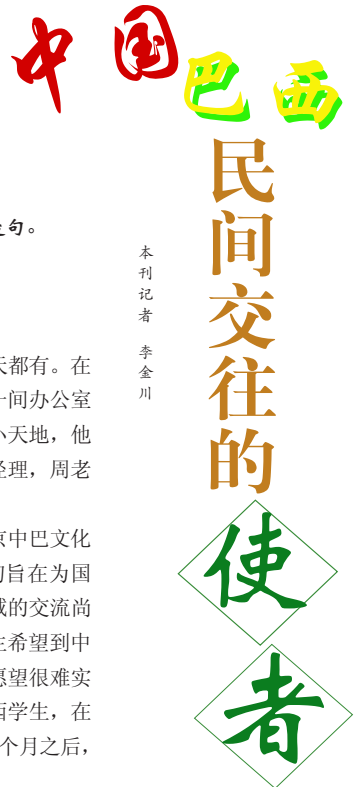 中国巴西
民间交往的
使者
本刊记者 李金川
句。
天都有。在
一间办公室
小天地，他
经理，周老
京中巴文化
旨在为国
域的交流尚
生希望到中
愿望很难实
西学生，在
个月之后，